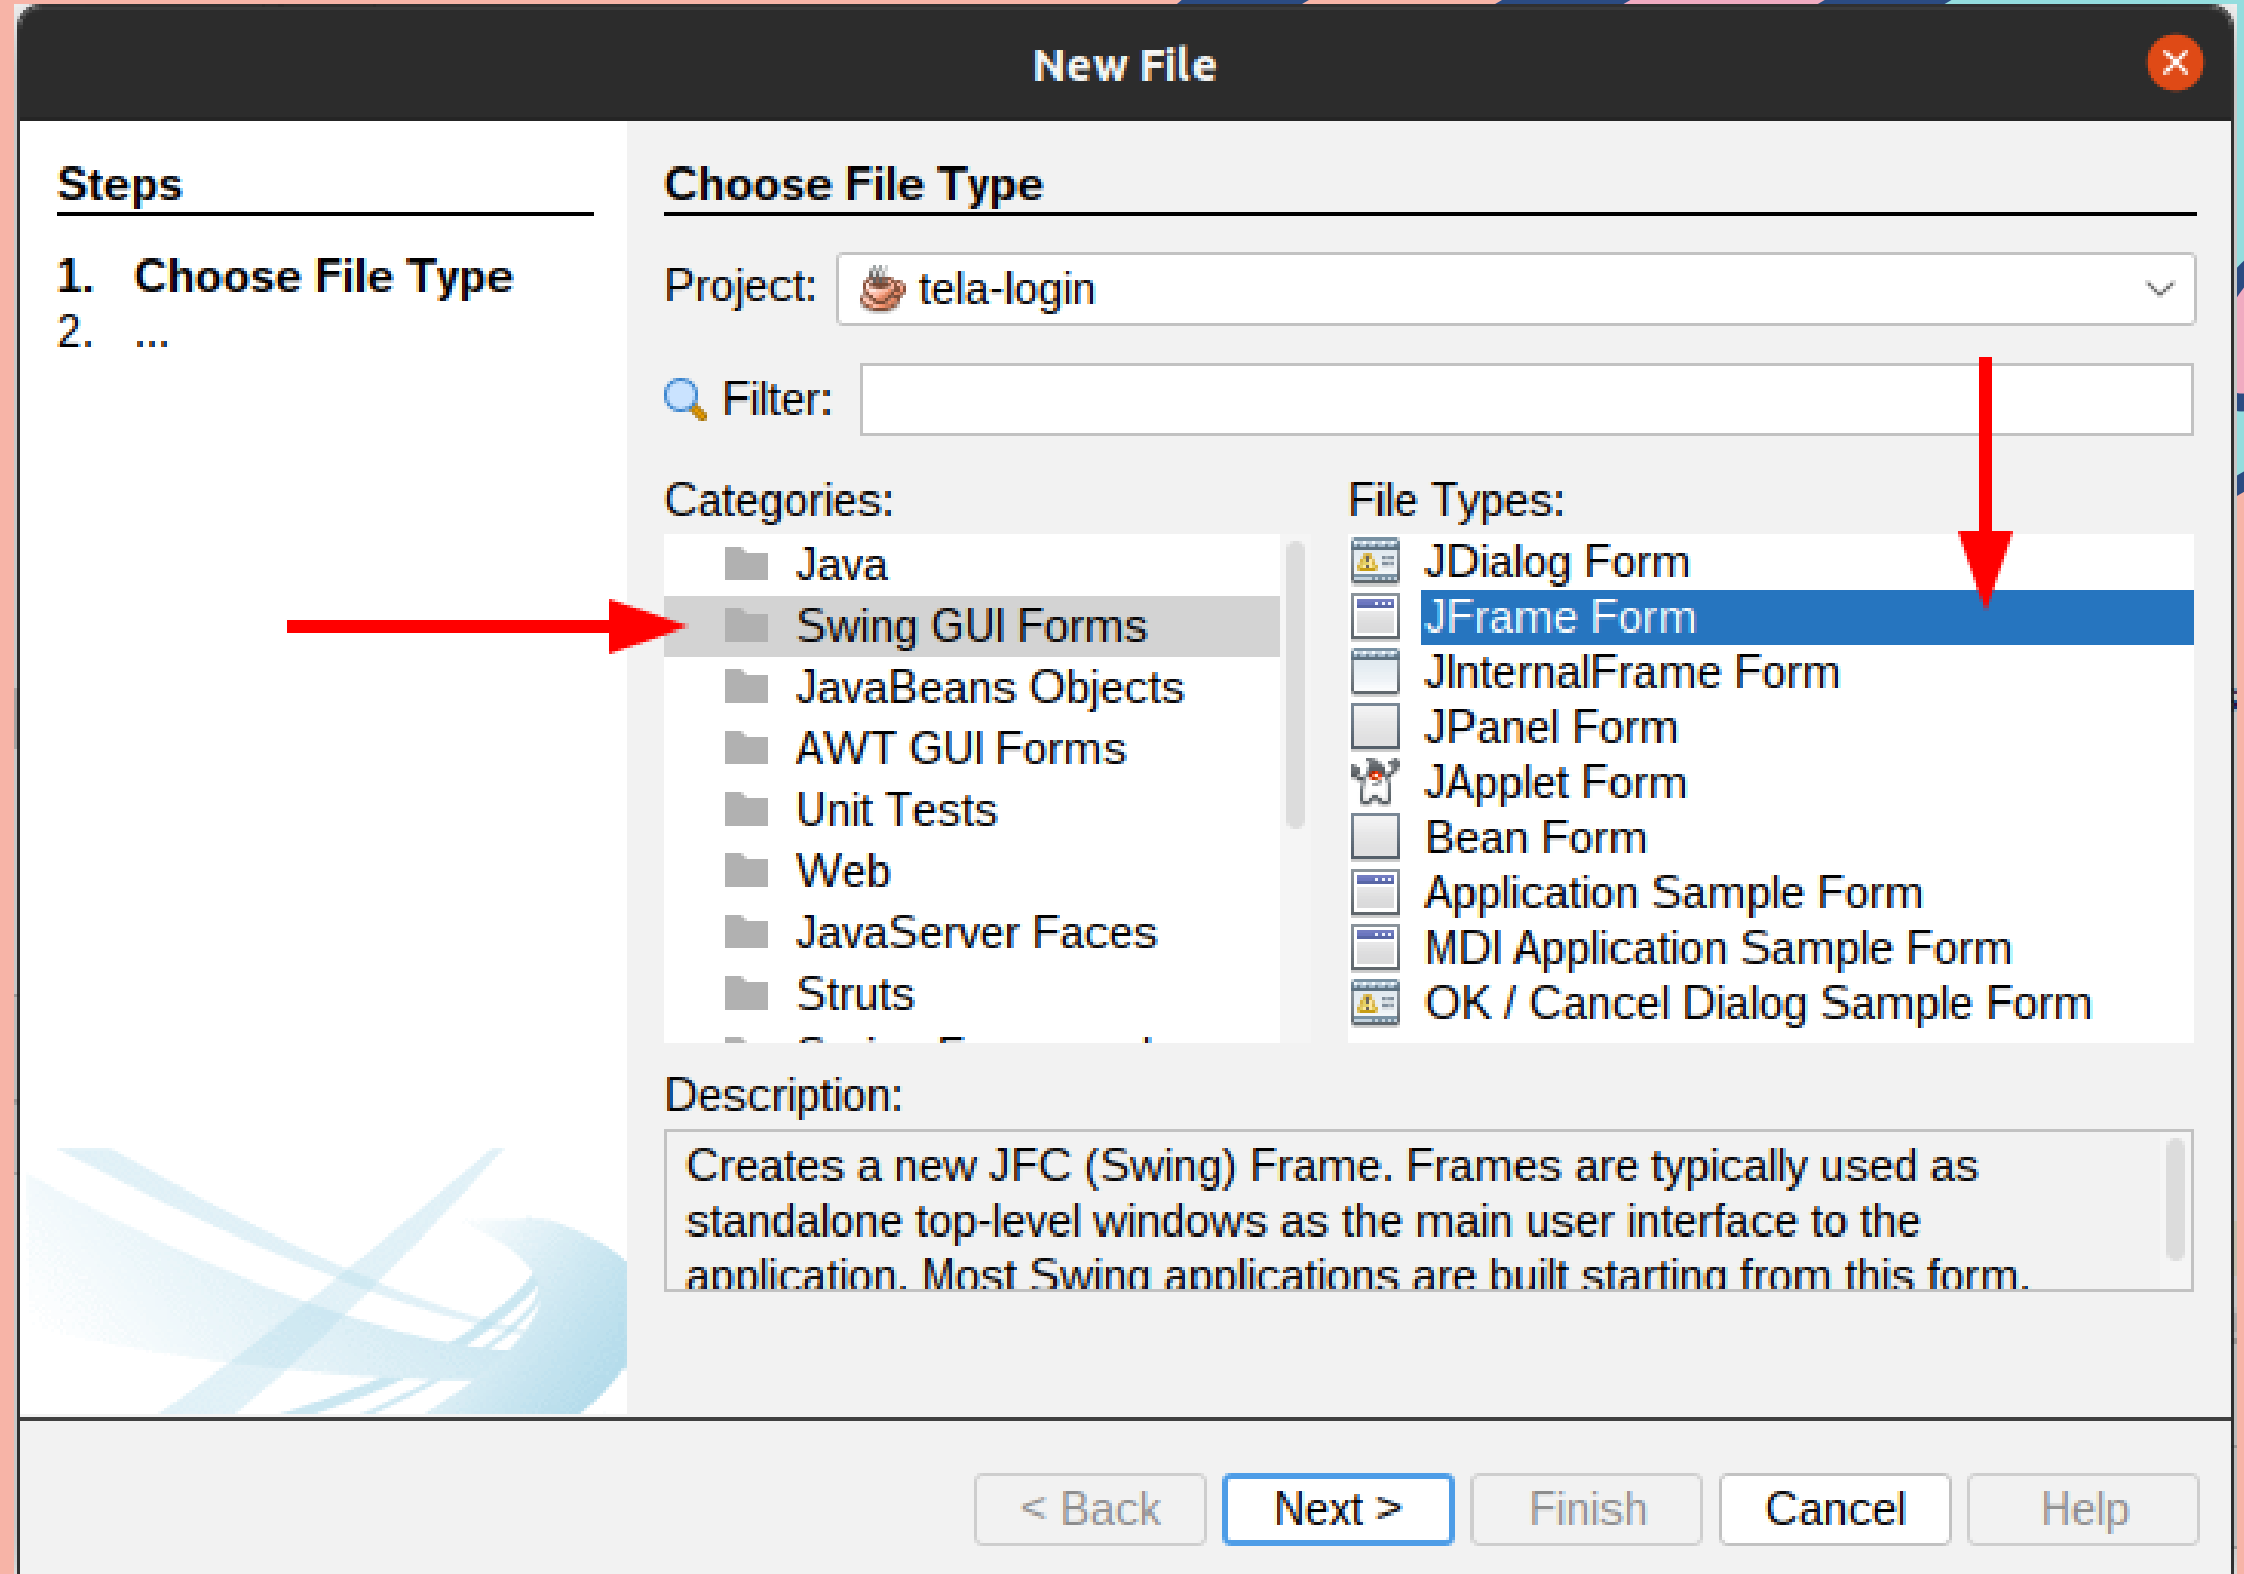 New File
Steps
1. Choose File Type
2. ...
Choose File Type
Project: tela-login
Filter:
Categories:
Java
Swing GUI Forms
JavaBeans Objects
AWT GUI Forms
Unit Tests
Web
JavaServer Faces
Struts
File Types:
JDialog Form
JFrame Form
JInternalFrame Form
JPanel Form
JApplet Form
Bean Form
Application Sample Form
MDI Application Sample Form
OK / Cancel Dialog Sample Form
Description:
Creates a new JFC (Swing) Frame. Frames are typically used as
standalone top-level windows as the main user interface to the
application. Most Swing applications are built starting from this form.
< Back
Next >
Finish
Cancel
Help